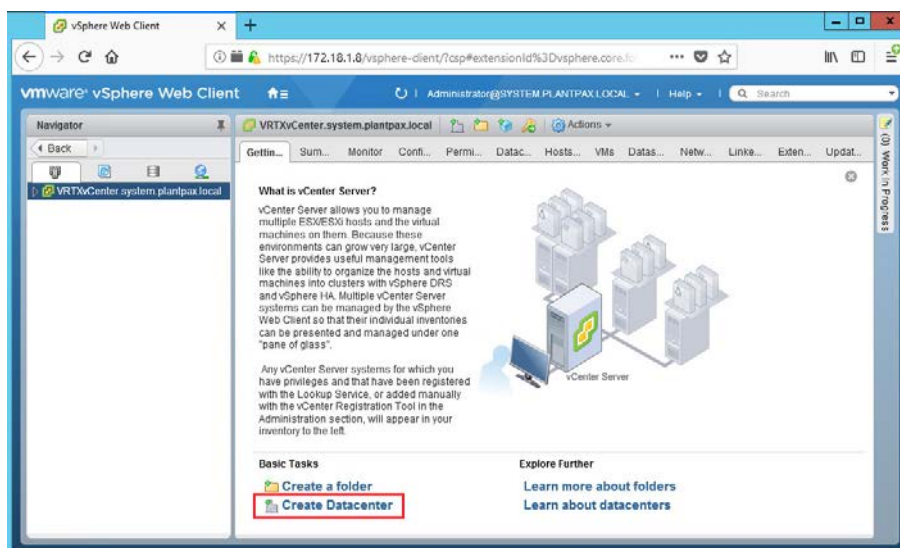 vSphere Web Client
https://172.18.1.8/vsphere-client/?csp#extensionId%3Dvsphere.core.
vmware® vSphere Web Client
Administrator@SYSTEM.PLANTPAX.LOCAL
Help
Search
Navigator
VRTXvCenter.system.plantpax.local
Actions
Back
Gettin... Sum... Monitor Confi... Permi... Datac... Hosts... VMs Datas... Netw... Linke... Exten... Updat...
(0) Work In Progress
VRTXvCenter.system.plantpax.local
What is vCenter Server?
vCenter Server allows you to manage
multiple ESX/ESXi hosts and the virtual
machines on them. Because these
environments can grow very large, vCenter
Server provides useful management tools
like the ability to organize the hosts and virtual
machines into clusters with vSphere DRS
and vSphere HA. Multiple vCenter Server
systems can be managed by the vSphere
Web Client so that their individual inventories
can be presented and managed under one
"pane of glass".
Any vCenter Server systems for which you
have privileges and that have been registered
with the Lookup Service, or added manually
with the vCenter Registration Tool in the
Administration section, will appear in your
inventory to the left.
vCenter Server
Basic Tasks
Create a folder
Create Datacenter
Explore Further
Learn more about folders
Learn about datacenters